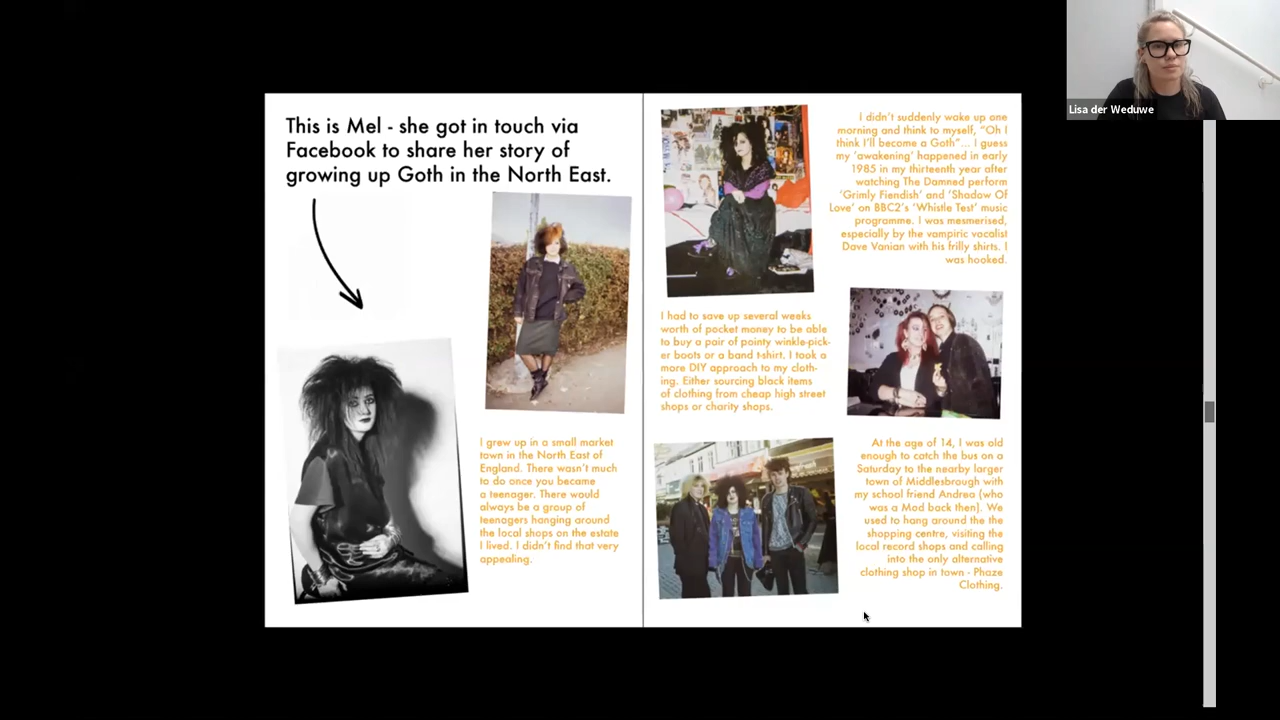 This is Mel - she got in touch via
Facebook to share her story of
growing up Goth in the North East.
I grew up in a small market
town in the North East of
England. There wasn't much
to do once you became
a teenager. There would
always be a group of
teenagers hanging around
the local shops on the estate
I lived. I didn't find that very
appealing.
I didn't suddenly wake up one
morning and think to myself, "Oh I
think I'll become a Goth"... I guess
my 'awakening' happened in early
1985 in my thirteenth year after
watching The Damned perform
'Grimly Fiendish' and 'Shadow Of
Love' on BBC2's 'Whistle Test' music
programme. I was mesmerised,
especially by the vampiric vocalist
Dave Vanian with his frilly shirts. I
was hooked.
I had to save up several weeks
worth of pocket money to be able
to buy a pair of pointy winkle-pick-
er boots or a band t-shirt. I took a
more DIY approach to my cloth-
ing. Either sourcing black items
of clothing from cheap high street
shops or charity shops.
At the age of 14, I was old
enough to catch the bus on a
Saturday to the nearby larger
town of Middlesbrough with
my school friend Andrea (who
was a Mod back then). We
used to hang around the the
shopping centre, visiting the
local record shops and calling
into the only alternative
clothing shop in town - Phaze
Clothing.
Lisa der Weduwe